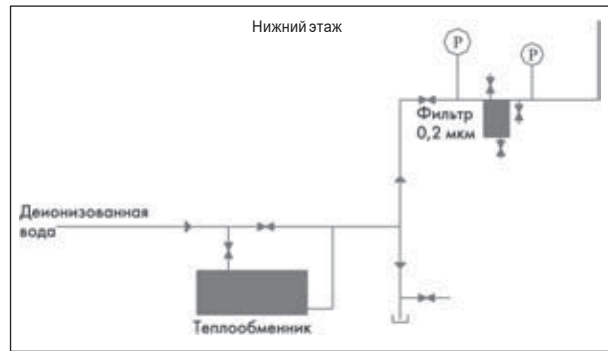 Нижний этаж
P
P
Фильтр
0,2 мкм
Деионизованная
вода
Теплообменник